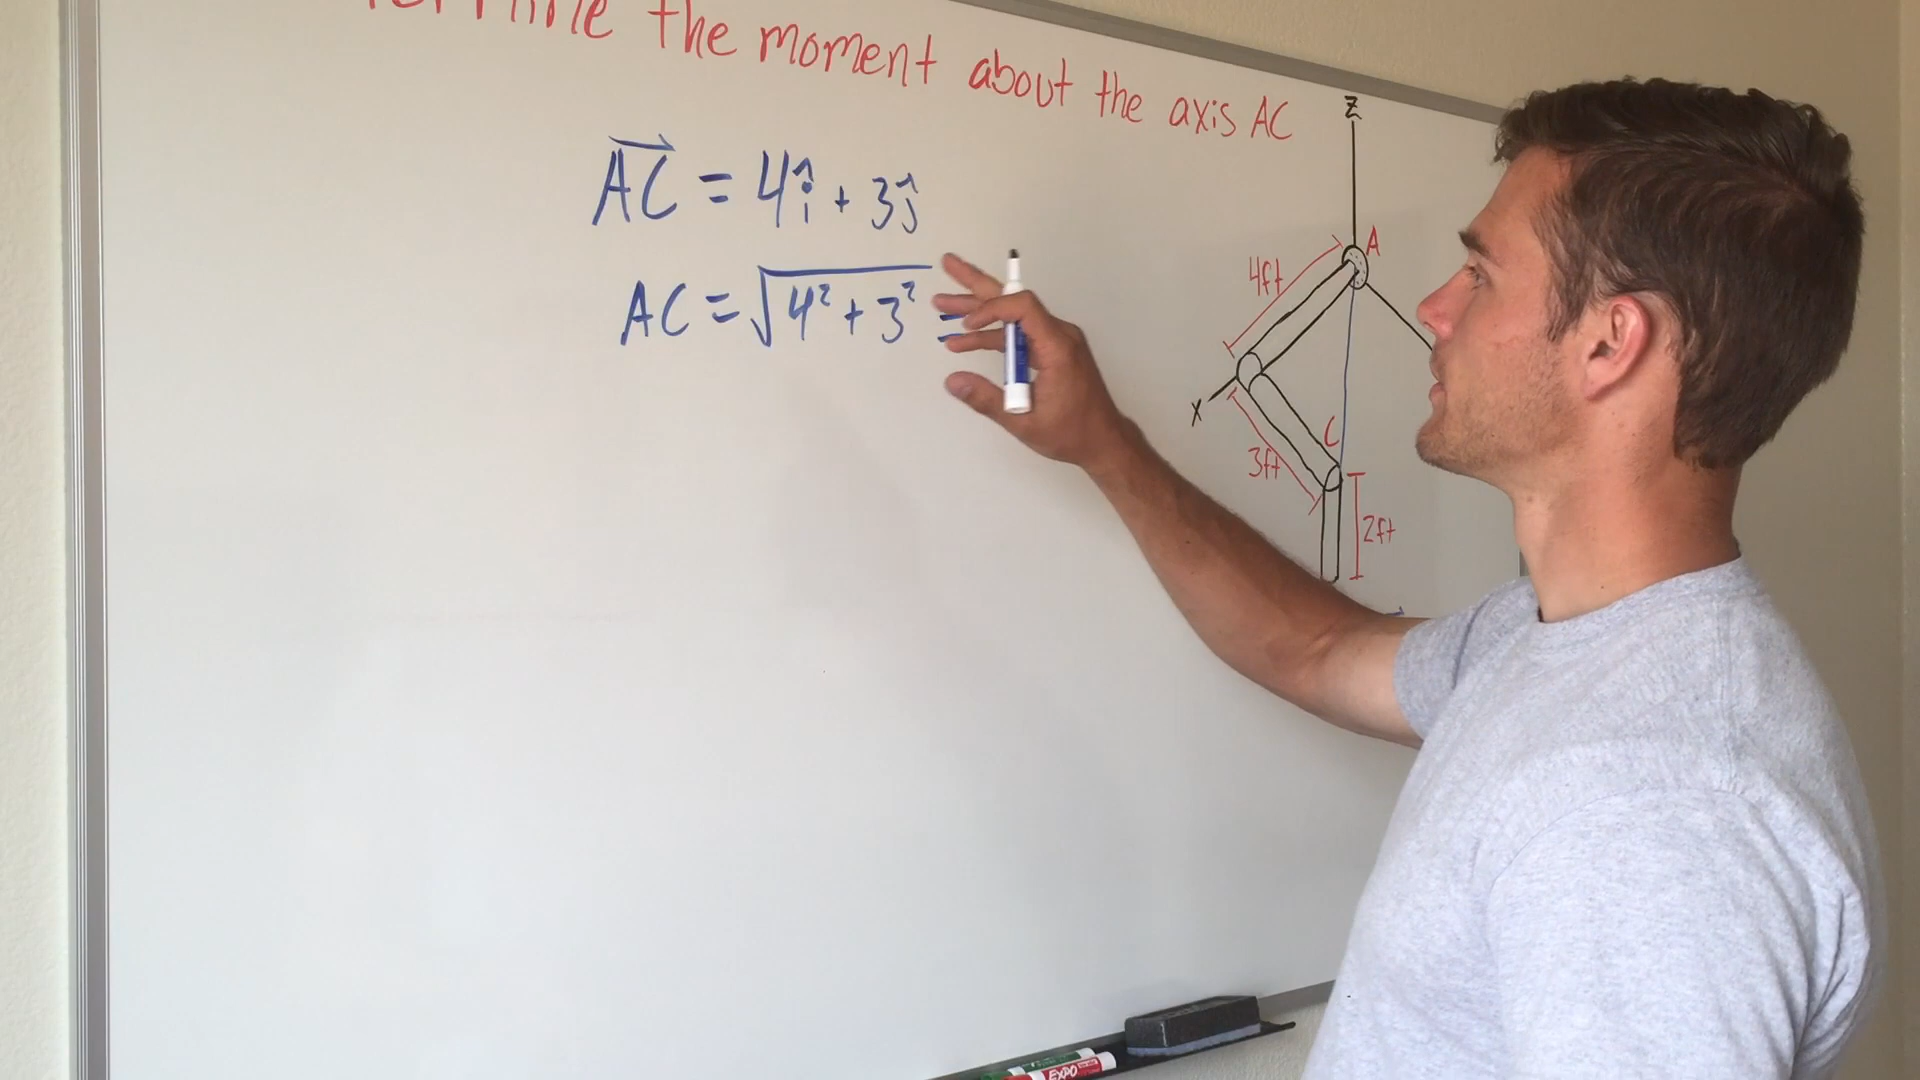 the moment about the axis AC
AC = 4î + 3ĵ
AC = √4² + 3² =
Z
A
4ft
X
C
3ft
2ft
EXPO